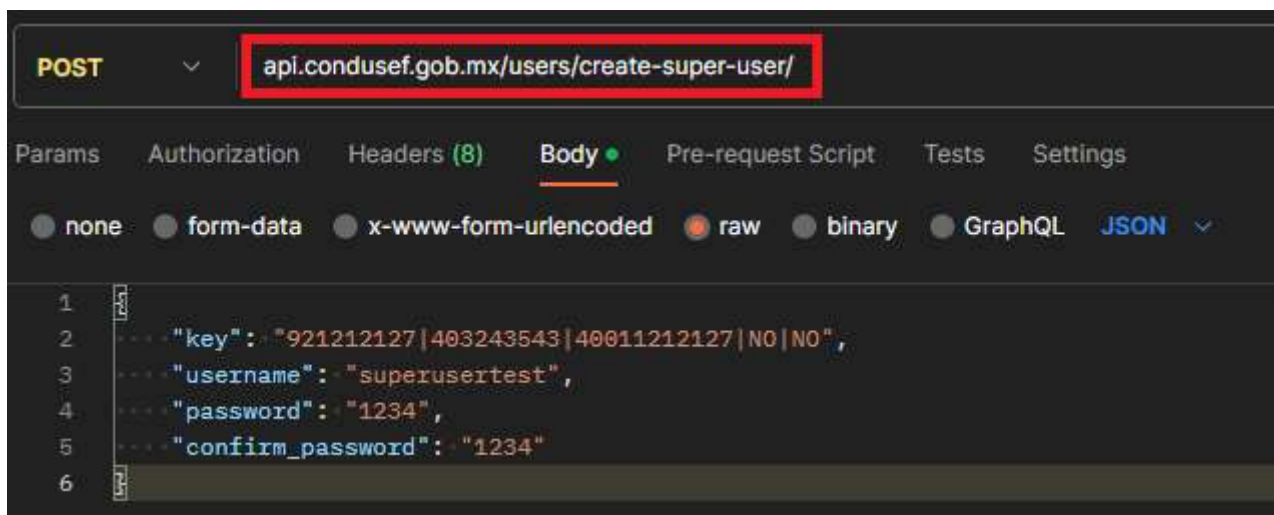 POST api.condusef.gob.mx/users/create-super-user/
Params Authorization Headers (8) Body Pre-request Script Tests Settings
none form-data x-www-form-urlencoded raw binary GraphQL JSON
1 {
2 "key": "921212127|403243543|40011212127|NO|NO",
3 "username": "superusertest",
4 "password": "1234",
5 "confirm_password": "1234"
6 }